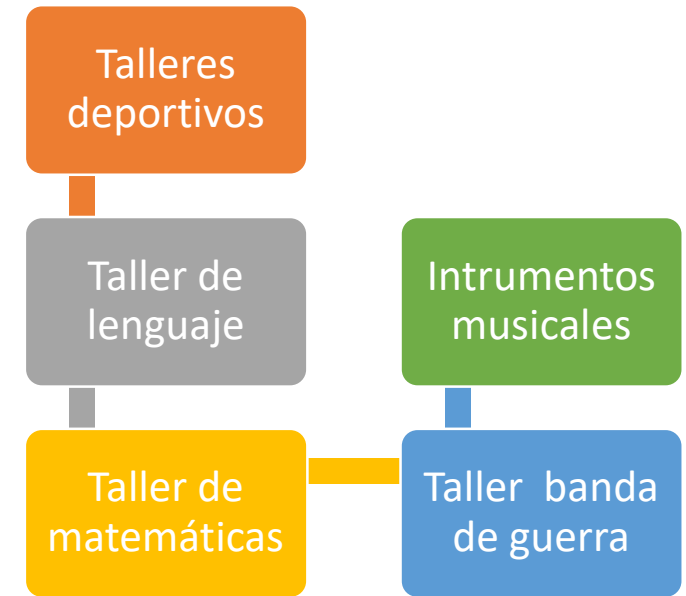 Talleres
deportivos
Taller de
lenguaje
Taller de
matemáticas
Taller  banda
de guerra
Intrumentos
musicales